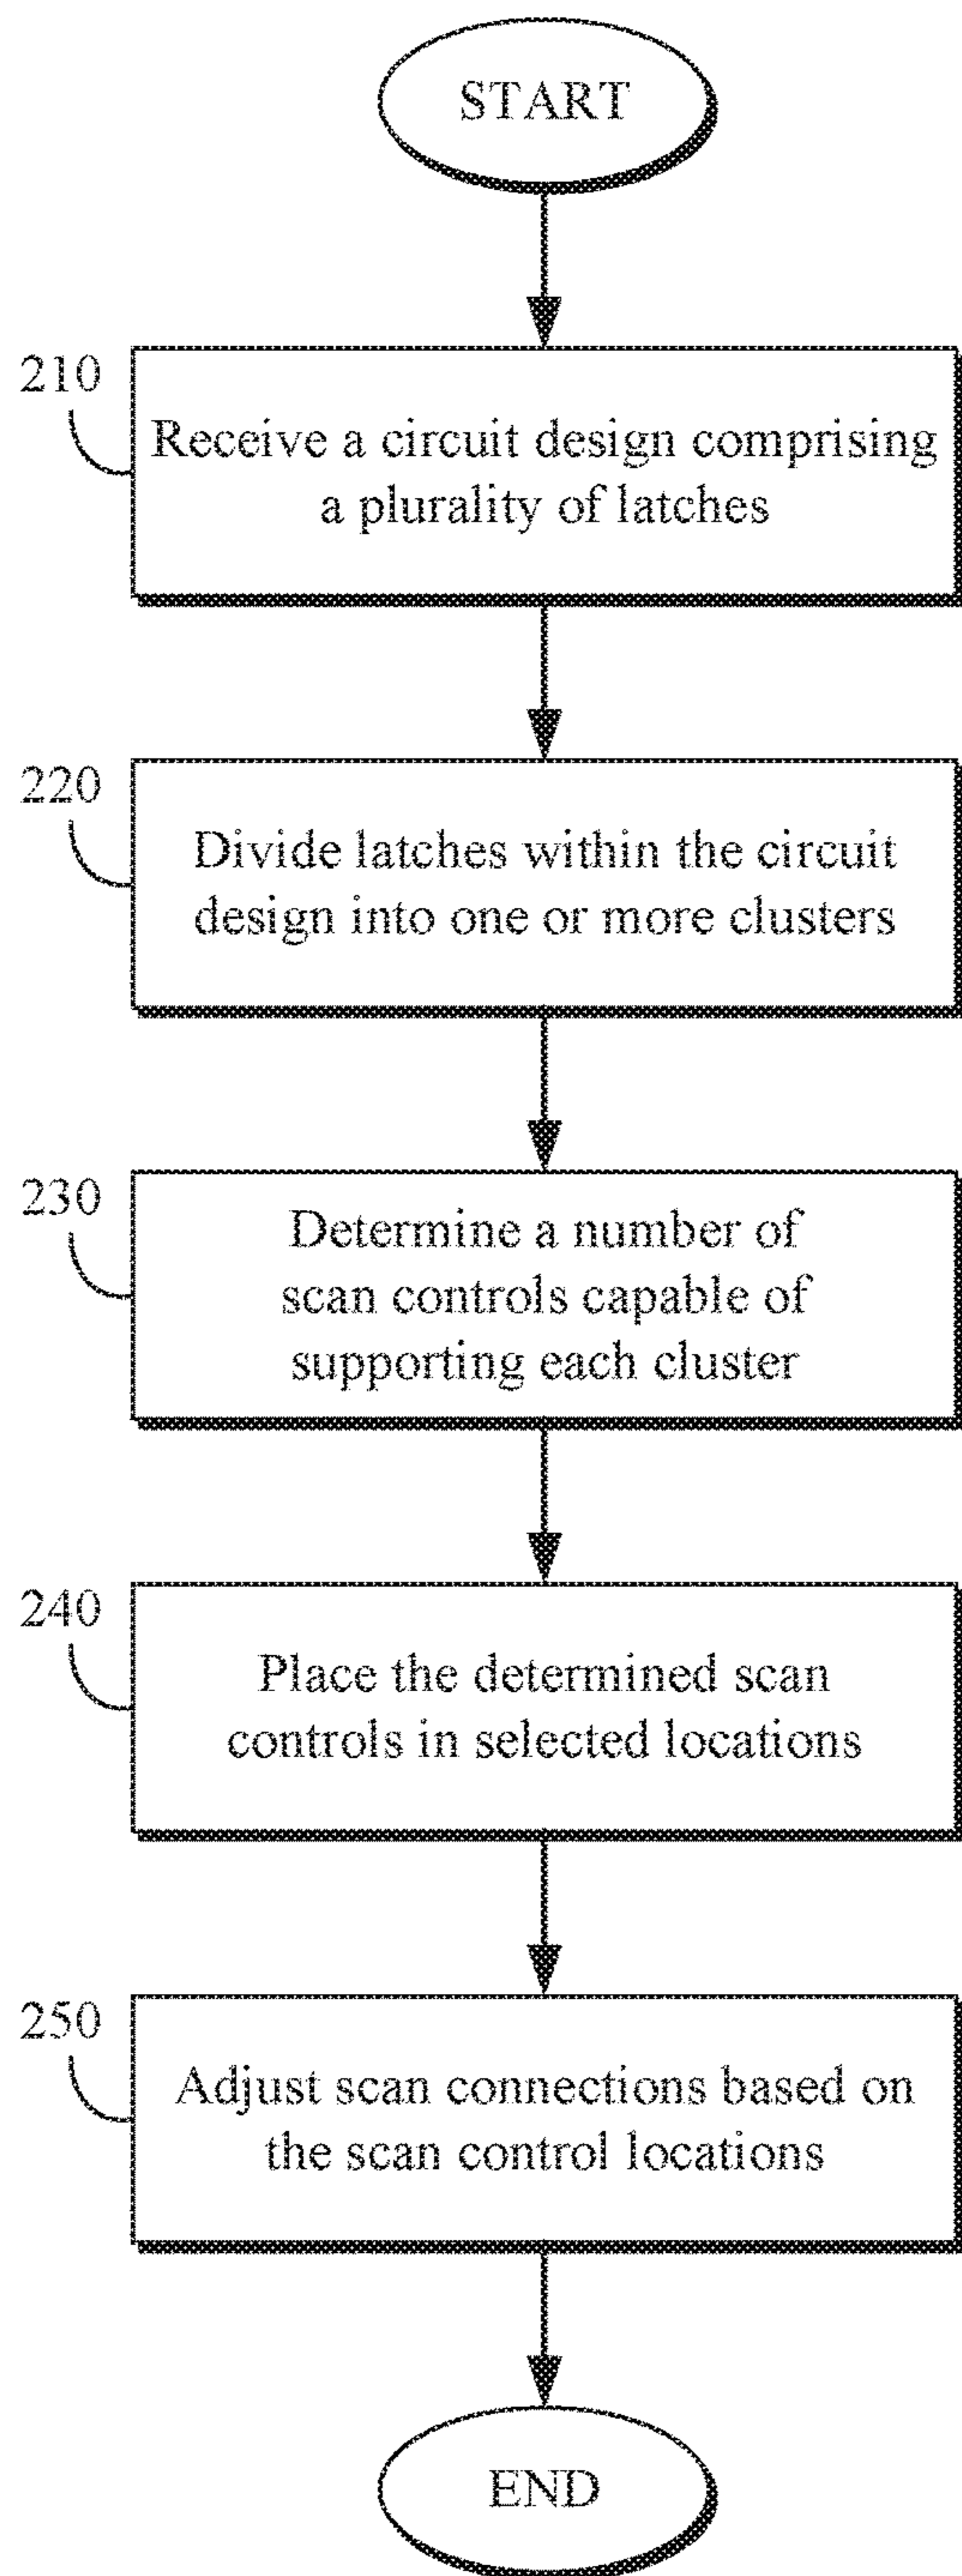 START
210
Receive a circuit design comprising
a plurality of latches
220
Divide latches within the circuit
design into one or more clusters
230
Determine a number of
scan controls capable of
supporting each cluster
240
Place the determined scan
controls in selected locations
250
Adjust scan connections based on
the scan control locations
END